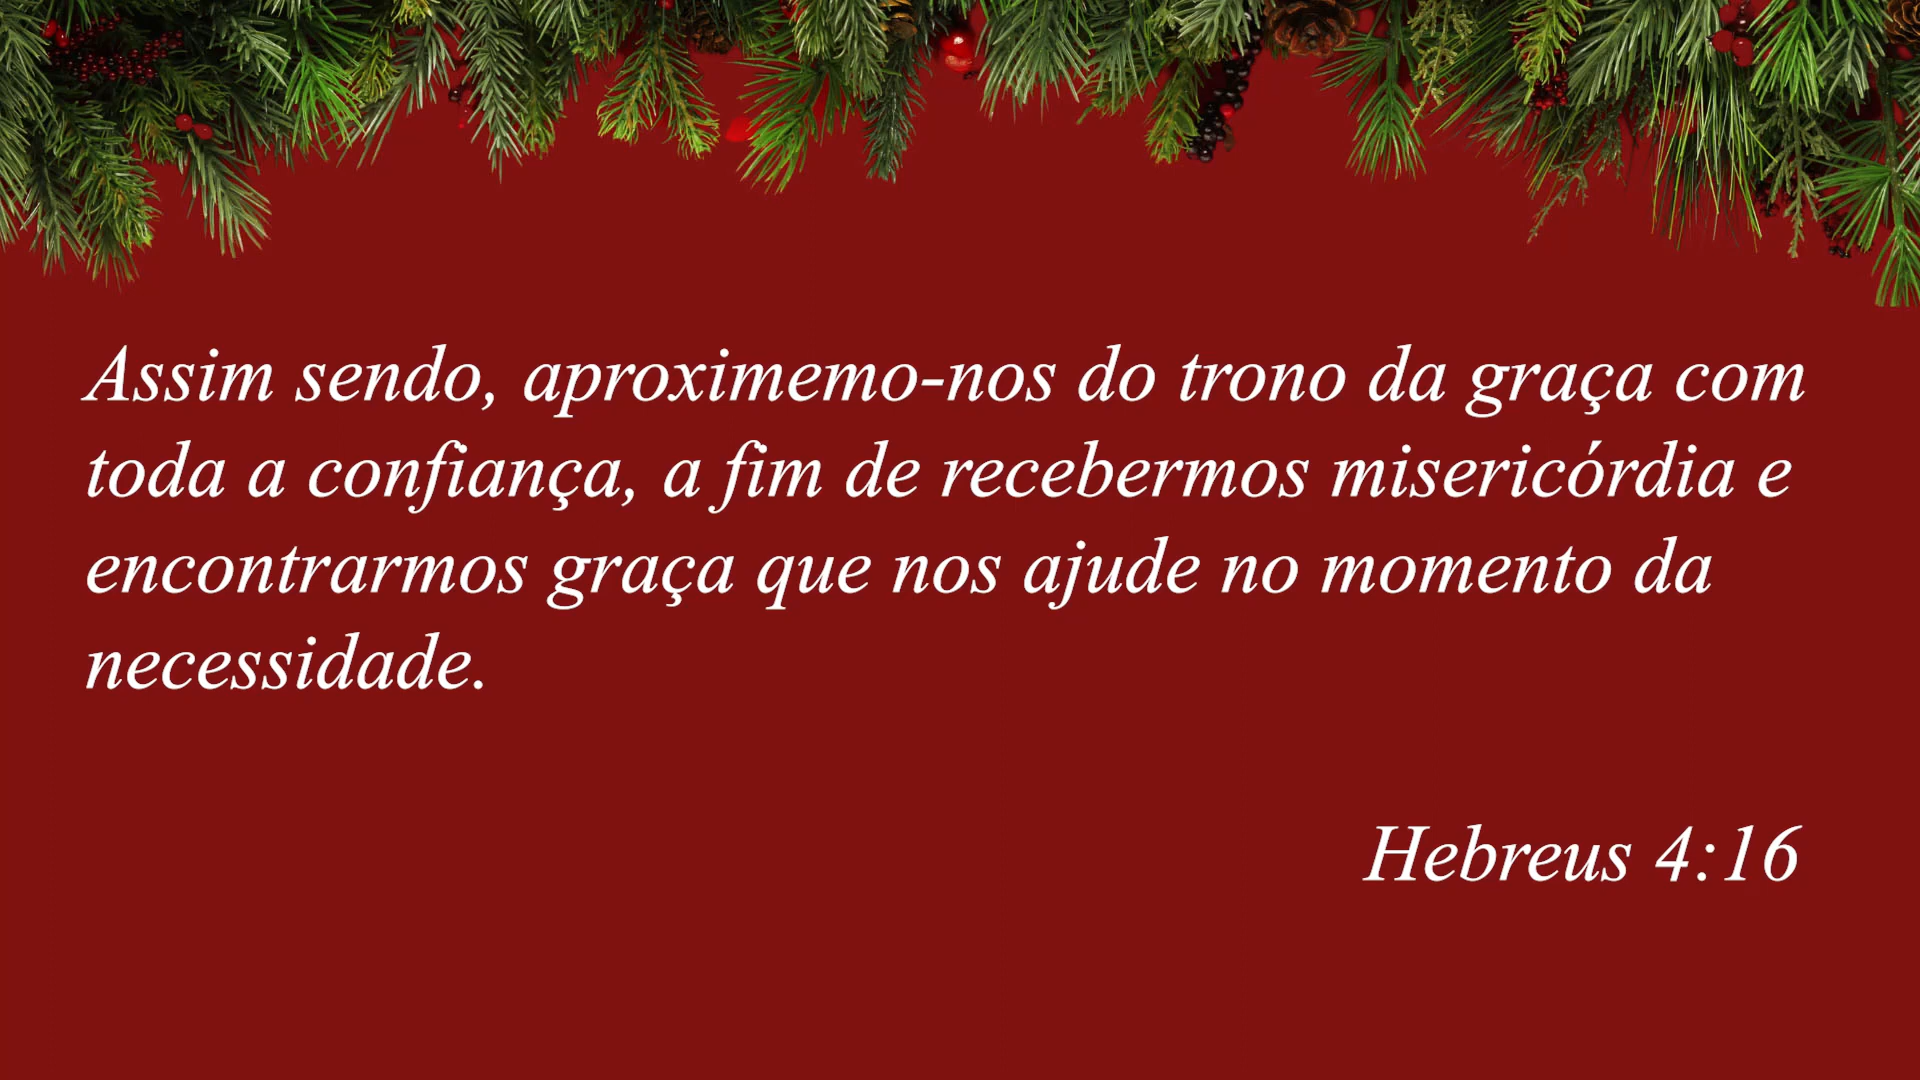 Assim sendo, aproximemo-nos do trono da graça com
toda a confiança, a fim de recebermos misericórdia e
encontrarmos graça que nos ajude no momento da
necessidade.
Hebreus 4:16